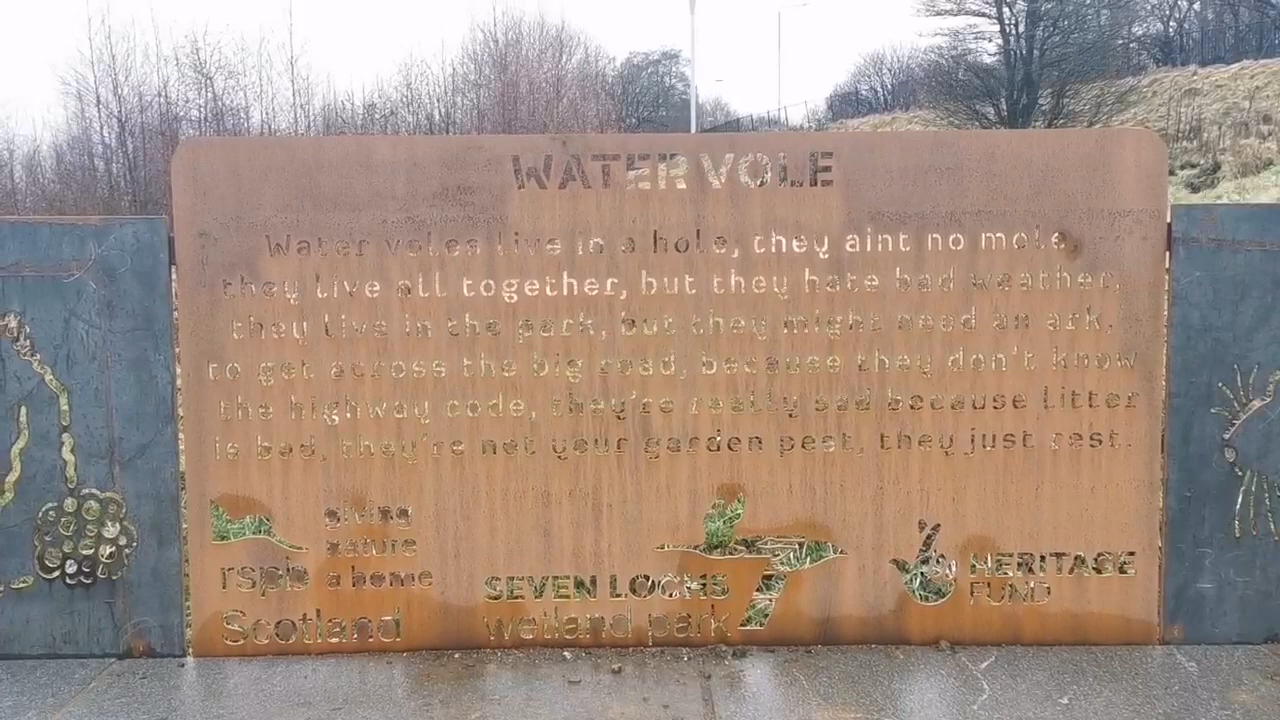 WATER VOLE
Water voles live in a hole, they aint no mole,
they live all together, but they hate bad weather,
they live in the park, but they might need an ark,
to get across the big road, because they don't know
the highway code, they're really sad because litter
is bad, they're not your garden pest, they just rest.
giving
nature
a home
rspb
Scotland
SEVEN LOCHS
wetland park
HERITAGE
FUND